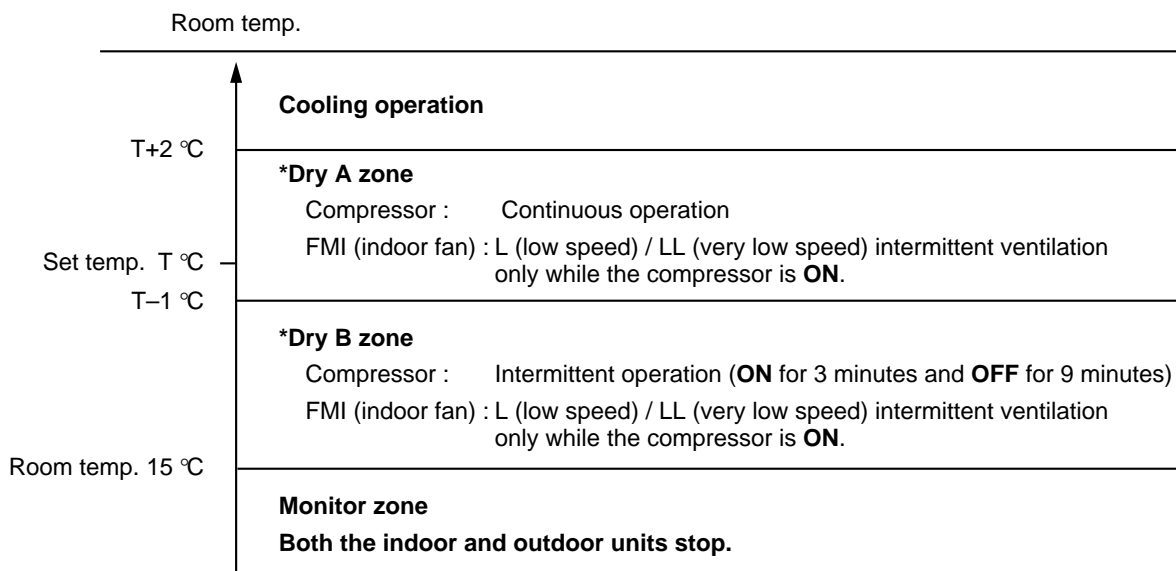 Room temp.
Cooling operation
T+2 °C
*Dry A zone
Compressor : Continuous operation
FMI (indoor fan) : L (low speed) / LL (very low speed) intermittent ventilation
only while the compressor is ON.
Set temp. T °C
T–1 °C
*Dry B zone
Compressor : Intermittent operation (ON for 3 minutes and OFF for 9 minutes)
FMI (indoor fan) : L (low speed) / LL (very low speed) intermittent ventilation
only while the compressor is ON.
Room temp. 15 °C
Monitor zone
Both the indoor and outdoor units stop.